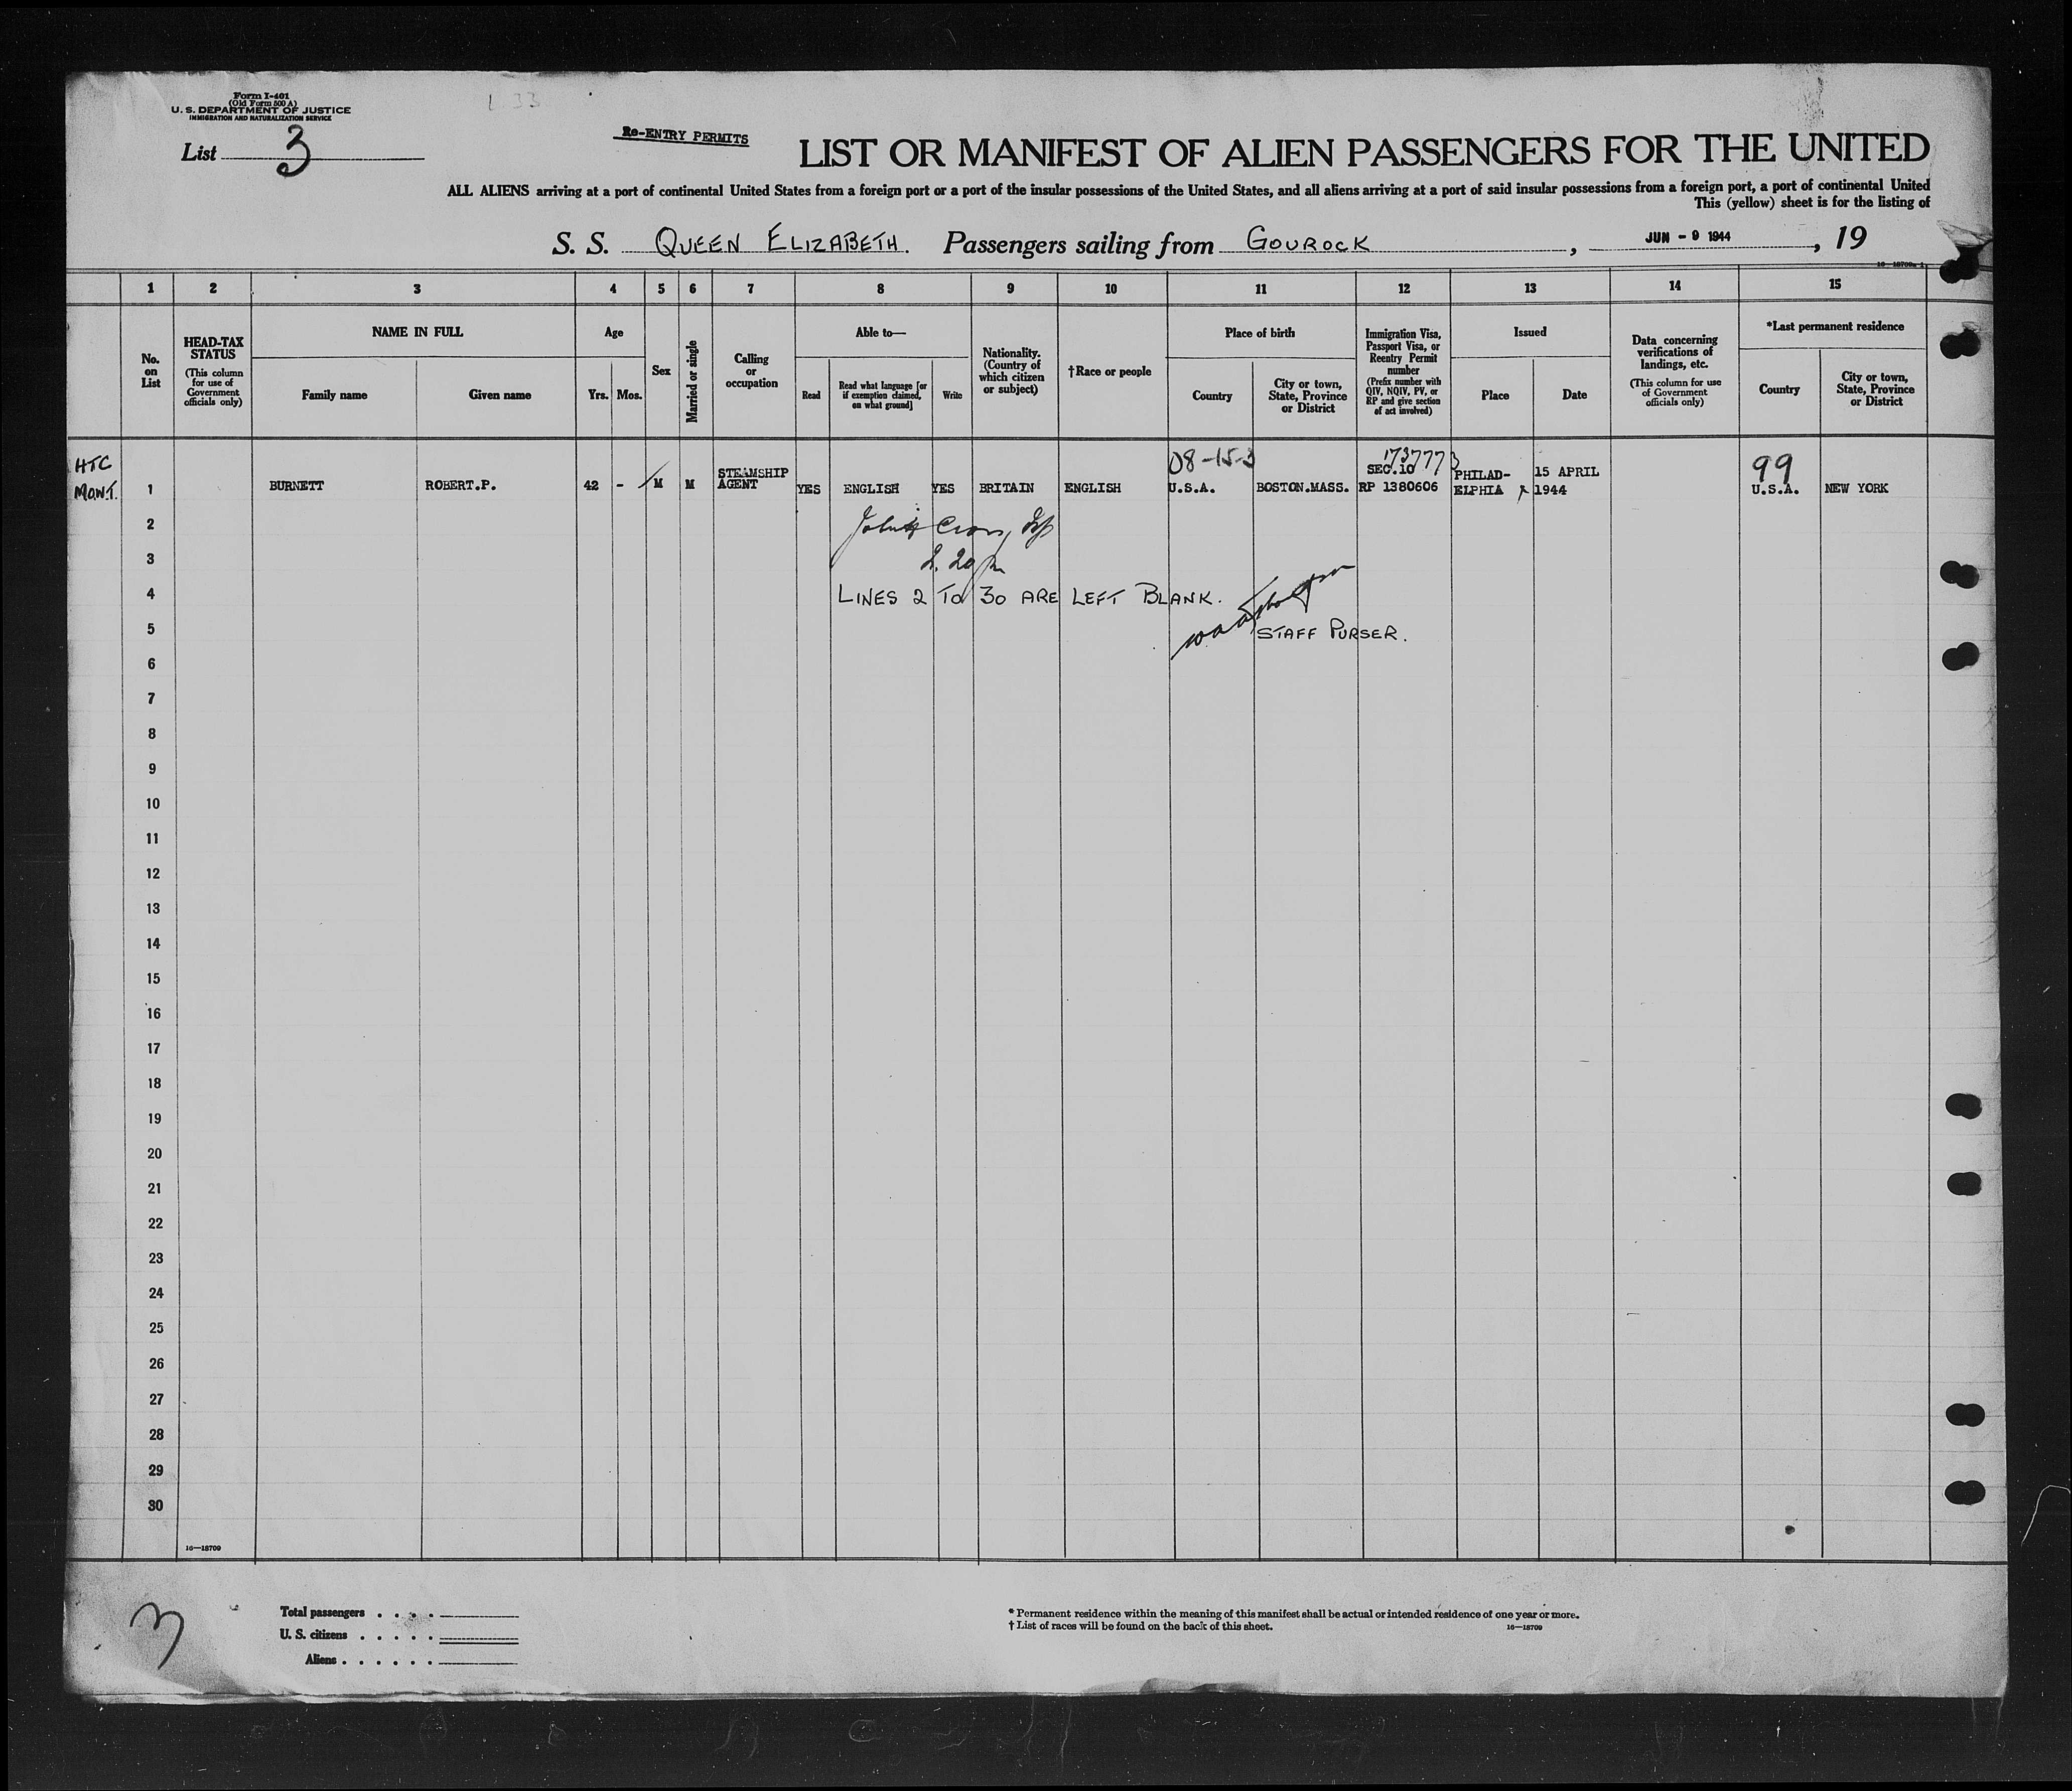 Form I-401
(Old Form 500 A)
U. S. DEPARTMENT OF JUSTICE
IMMIGRATION AND NATURALIZATION SERVICE
List 3
Re-ENTRY PERMITS
LIST OR MANIFEST OF ALIEN PASSENGERS FOR THE UNITED
ALL ALIENS arriving at a port of continental United States from a foreign port or a port of the insular possessions of the United States, and all aliens arriving at a port of said insular possessions from a foreign port, a port of continental United
This (yellow) sheet is for the listing of
S. S. QUEEN ELIZABETH. Passengers sailing from GOUROCK , JUN - 9 1944 , 19
1 2 3 4 5 6 7 8 9 10 11 12 13 14 15
No. on List
HEAD-TAX STATUS
(This column for use of Government officials only)
NAME IN FULL
Family name
Given name
Age
Yrs.
Mos.
Sex
Married or single
Calling or occupation
Able to—
Read
Read what language [or if exemption claimed, on what ground]
Write
Nationality. (Country of which citizen or subject)
†Race or people
Place of birth
Country
City or town, State, Province or District
Immigration Visa, Passport Visa, or Reentry Permit number
(Prefix number with QIV, NQIV, PV, or RP and give section of act involved)
Issued
Place
Date
Data concerning verifications of landings, etc.
(This column for use of Government officials only)
*Last permanent residence
Country
City or town, State, Province or District
HTC
08-15-3
173777
99
STEAMSHIP SEC.10 PHILAD- 15 APRIL
1 BURNETT ROBERT.P. 42 - M M AGENT YES ENGLISH YES BRITAIN ENGLISH U.S.A. BOSTON.MASS. RP 1380606 ELPHIA 1944 U.S.A. NEW YORK
2
3
4 LINES 2 TO 30 ARE LEFT BLANK.
5 STAFF PURSER.
6
7
8
9
10
11
12
13
14
15
16
17
18
19
20
21
22
23
24
25
26
27
28
29
30
16—18709
3
Total passengers . . . .
U. S. citizens . . . . .
Aliens . . . . . .
* Permanent residence within the meaning of this manifest shall be actual or intended residence of one year or more.
† List of races will be found on the back of this sheet. 16—18709